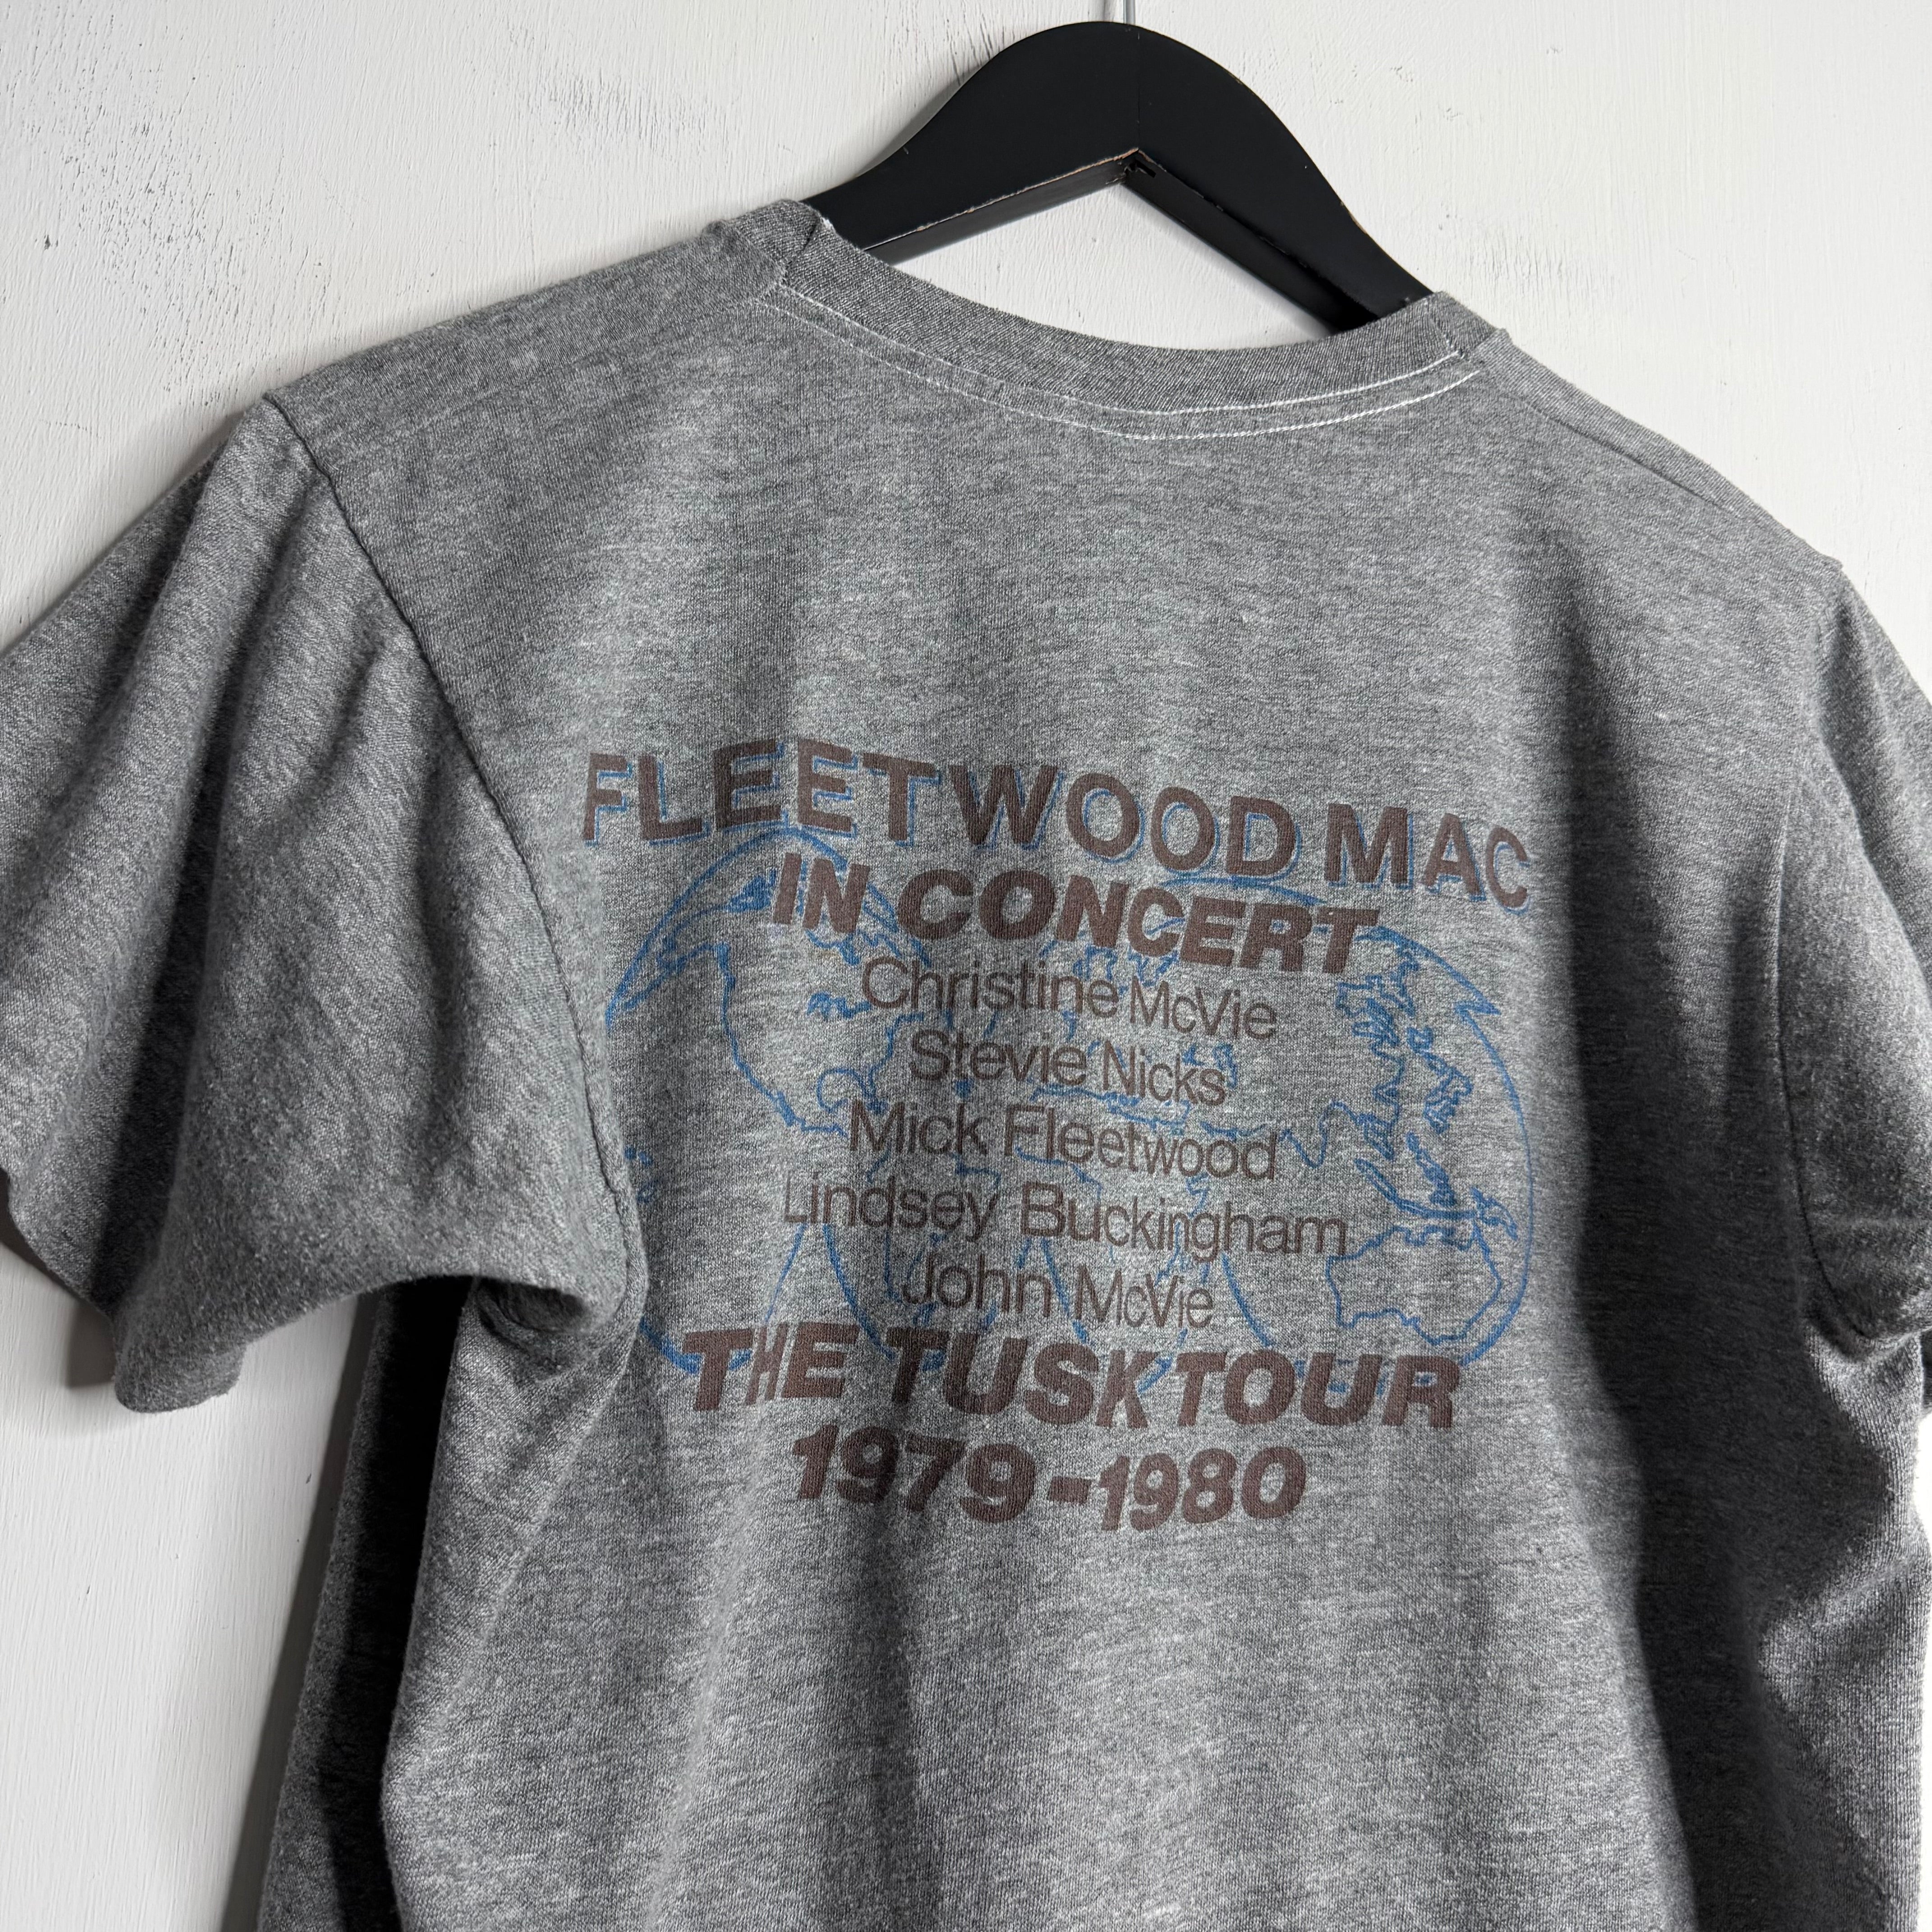 FLEETWOOD MAC
IN CONCERT
Christine McVie
Stevie Nicks
Mick Fleetwood
Lindsey Buckingham
John McVie
THE TUSK TOUR
1979-1980